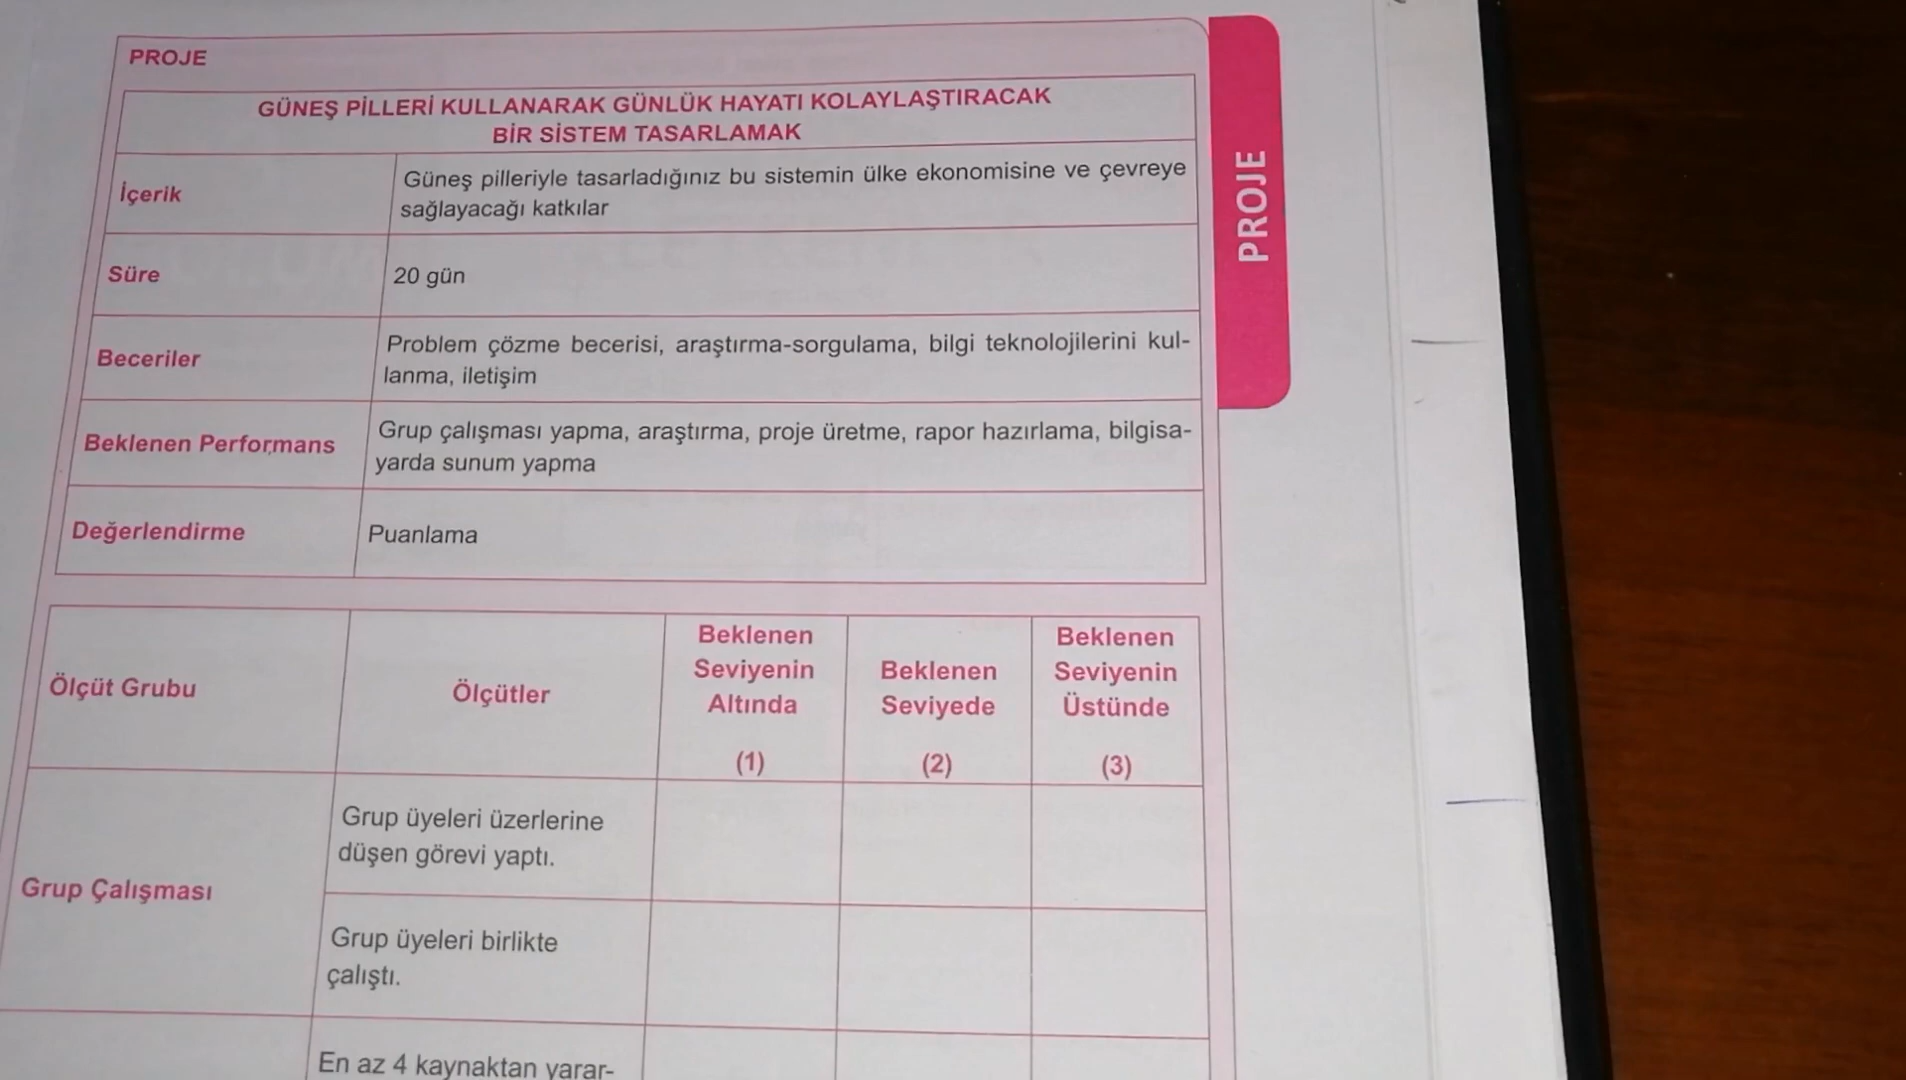 PROJE
GÜNEŞ PİLLERİ KULLANARAK GÜNLÜK HAYATI KOLAYLAŞTIRACAK
BİR SİSTEM TASARLAMAK
İçerik
Güneş pilleriyle tasarladığınız bu sistemin ülke ekonomisine ve çevreye
sağlayacağı katkılar
Süre
20 gün
Beceriler
Problem çözme becerisi, araştırma-sorgulama, bilgi teknolojilerini kul-
lanma, iletişim
Beklenen Performans
Grup çalışması yapma, araştırma, proje üretme, rapor hazırlama, bilgisa-
yarda sunum yapma
Değerlendirme
Puanlama
PROJE
Ölçüt Grubu
Ölçütler
Beklenen
Seviyenin
Altında
(1)
Beklenen
Seviyede
(2)
Beklenen
Seviyenin
Üstünde
(3)
Grup Çalışması
Grup üyeleri üzerlerine
düşen görevi yaptı.
Grup üyeleri birlikte
çalıştı.
En az 4 kaynaktan yarar-